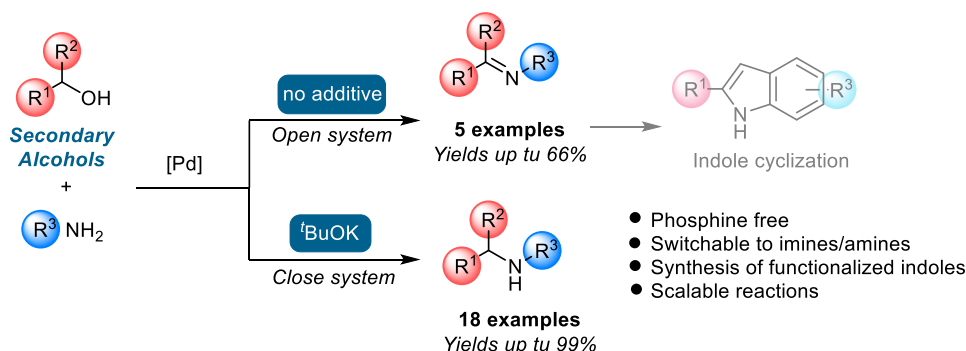 R²
R¹
OH
Secondary
Alcohols
+
R³ NH₂
[Pd]
no additive
Open system
R²
R¹
N
R³
5 examples
Yields up tu 66%
R¹
N
H
R³
Indole cyclization
ᵗBuOK
Close system
R²
R¹
N
H
R³
18 examples
Yields up tu 99%
● Phosphine free
● Switchable to imines/amines
● Synthesis of functionalized indoles
● Scalable reactions